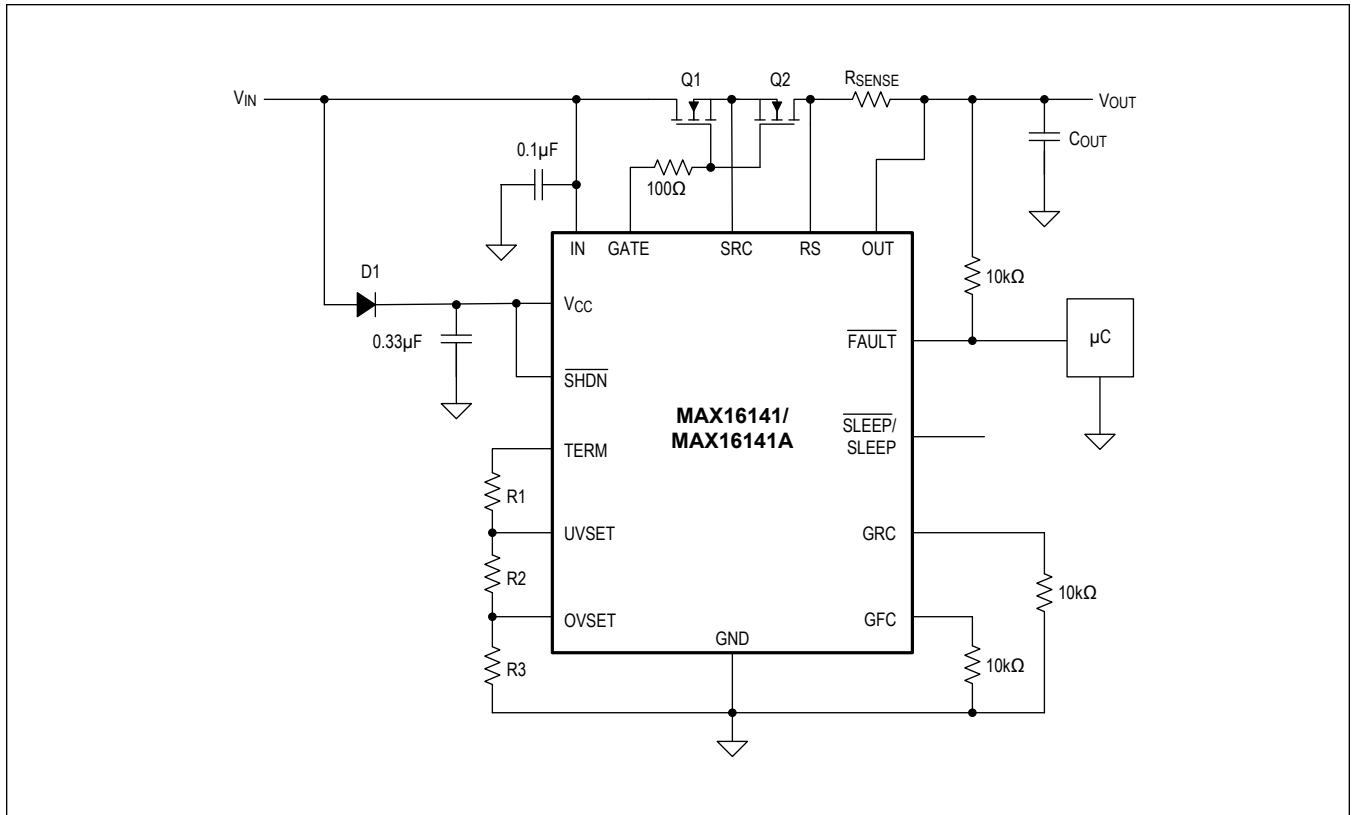 Q1
Q2
RSENSE
VIN
VOUT
COUT
0.1µF
100Ω
IN
GATE
SRC
RS
OUT
10kΩ
D1
VCC
0.33µF
FAULT
µC
SHDN
MAX16141/
MAX16141A
SLEEP/
SLEEP
TERM
R1
UVSET
GRC
R2
10kΩ
OVSET
GFC
GND
R3
10kΩ